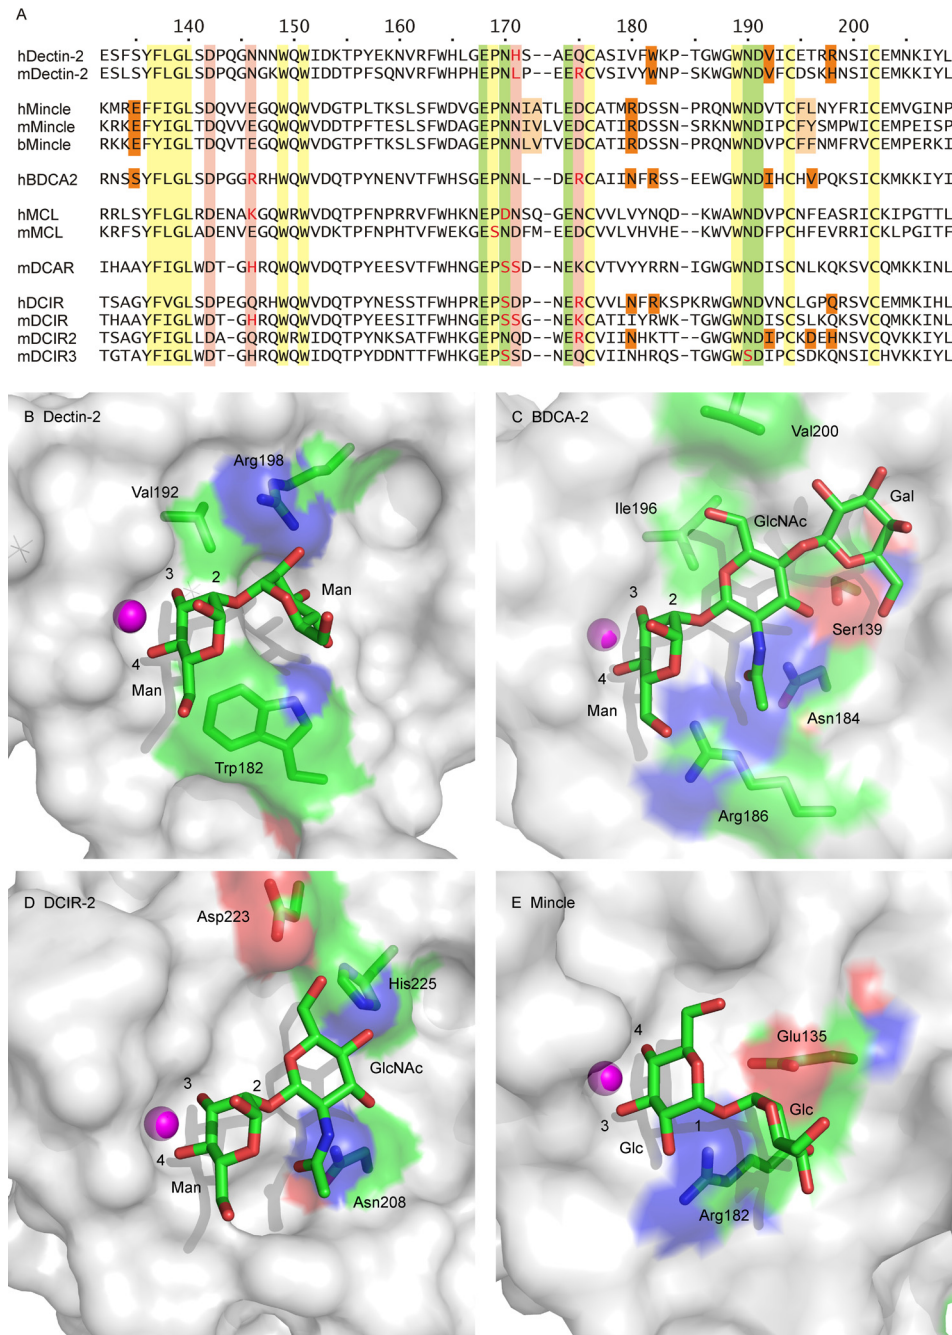 A
140 150 160 170 180 190 200
hDectin-2 ESFSYFLGLSDPQGNNNWQWIDKTPYEKNVRFWHLGEPNHS--AEQCASIVFWKP-TGWGWNDVICETRRNSICEMNKIYL
mDectin-2 ESLSYFLGLSDPQGNGKWQWIDDTPFSQNVRFWHPHEPNLP--EERCVSIVYWNP-SKWGWNDVFCDSKHNSICEMKKIYL
hMincle KMREFFIGLSDQVVEGQWQWVDGTPLTKSLSFWDVGEPNNIATLEDCATMRDSSN-PRQNWNDVTCFLNYFRICEMVGINP
mMincle KRKEFYIGLTDQVVEGQWQWVDDTPFTESLSFWDAGEPNNIVLVEDCATIRDSSN-SRKNWNDIPCFYSMPWICEMPEISP
bMincle RKKEFYIGLTDQVTEGQWQWVDGTPFTKSLSFWDAGEPNNLVTVEDCATIRDSSN-PRQNWNDVPCFFNMFRVCEMPERKI
hBDCA2 RNSSYFLGLSDPGGRRHWQWVDQTPYNENVTFWHSGEPNNL--DERCAIINFRSS-EEWGWNDIHCHVPQKSICKMKKIYI
hMCL RRLSYFLGLRDENAKGQWRWVDQTPFNPRRVFWHKNEPDNSQ-GENCVVLVYNQD-KWAWNDVPCNFEASRICKIPGTTL
mMCL KRFSYFLGLADENVEGQWQWVDKTPFNPHTVFWEKGESNDFM-EEDCVVLVHVHE-KWVWNDFPCHFEVRRICKLPGITF
mDCAR IHAAYFIGLWDT-GHRQWQWVDQTPYEESVTFWHNGEPSSD--NEKCVTVYYRRN-IGWGWNDISCNLKQKSVCQMKKINL
hDCIR TSAGYFVGLSDPEGQRHWQWVDQTPYNESSTFWHPREPSDP--NERCVVLNFRKSPKRWGWNDVNCLGPQRSVCEMMKIHL
mDCIR THAAYFIGLWDT-GHRQWQWVDQTPYEESITFWHNGEPSSG--NEKCATIIYRWK-TGWGWNDISCSLKQKSVCQMKKINL
mDCIR2 TSAGYFIGLWDA-GQRQWQWVDQTPYNKSATFWHKGEPNQD--WERCVIINHKTT--GWGWNDIPCKDEHNSVCQVKKIYL
mDCIR3 TGTAYFIGLWDT-GHRQWQWIDQTPYDDNTTFWHKGEPSSD--NEQCVIINHRQS-TGWGWSDIPCSDKQNSICHVKKIYL
B Dectin-2
Arg198
Val192
3 2
Man
4
Man
Trp182
C BDCA-2
Val200
Gal
Ile196
GlcNAc
3
2
Ser139
4
Asn184
Man
Arg186
D DCIR-2
Asp223
His225
GlcNAc
3 2
4
Man
Asn208
E Mincle
4
Glu135
Glc
3 1
Glc
Arg182